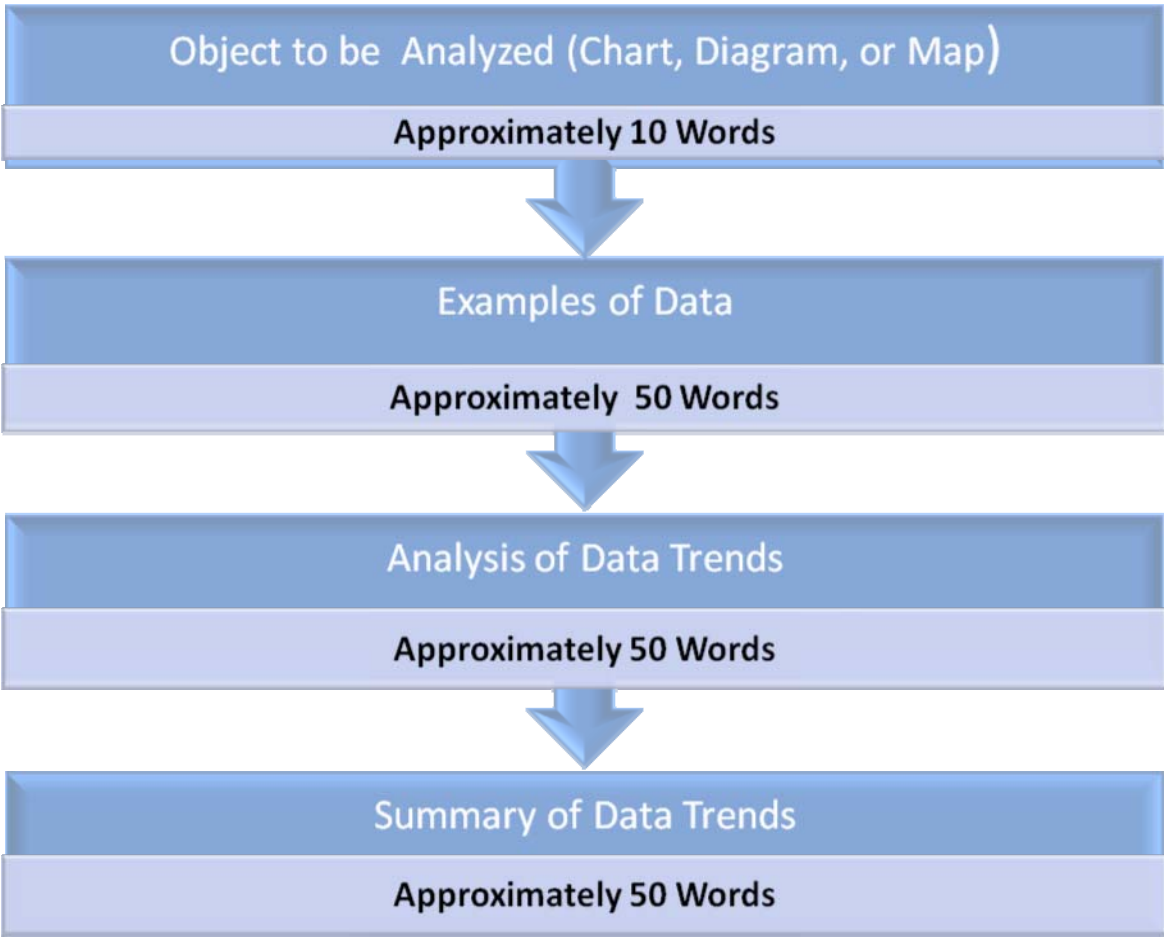 Object to be Analyzed (Chart, Diagram, or Map)
Approximately 10 Words
Examples of Data
Approximately 50 Words
Analysis of Data Trends
Approximately 50 Words
Summary of Data Trends
Approximately 50 Words